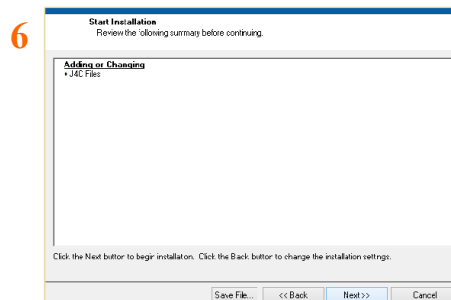 6
Start Installation
Review the following summary before continuing.
Adding or Changing
• J4C Files
Click the Next button to begin installation. Click the Back button to change the installation settings.
Save File... << Back Next >> Cancel